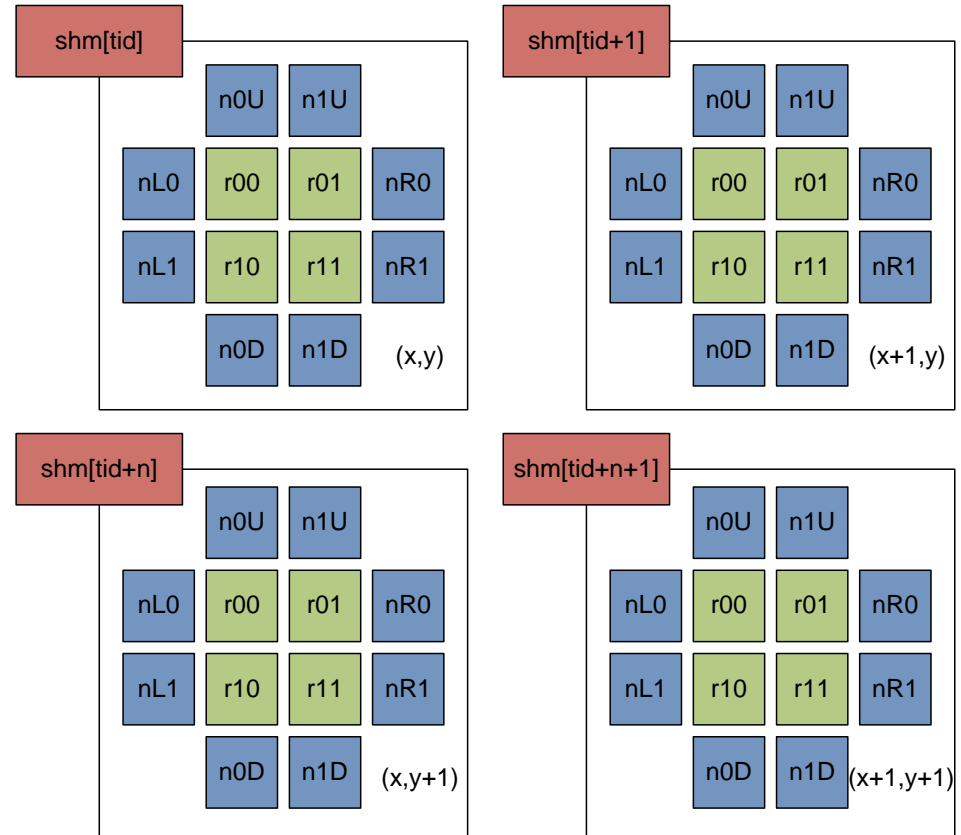 shm[tid]
n0U n1U
nL0 r00 r01 nR0
nL1 r10 r11 nR1
n0D n1D (x,y)
shm[tid+1]
n0U n1U
nL0 r00 r01 nR0
nL1 r10 r11 nR1
n0D n1D (x+1,y)
shm[tid+n]
n0U n1U
nL0 r00 r01 nR0
nL1 r10 r11 nR1
n0D n1D (x,y+1)
shm[tid+n+1]
n0U n1U
nL0 r00 r01 nR0
nL1 r10 r11 nR1
n0D n1D (x+1,y+1)